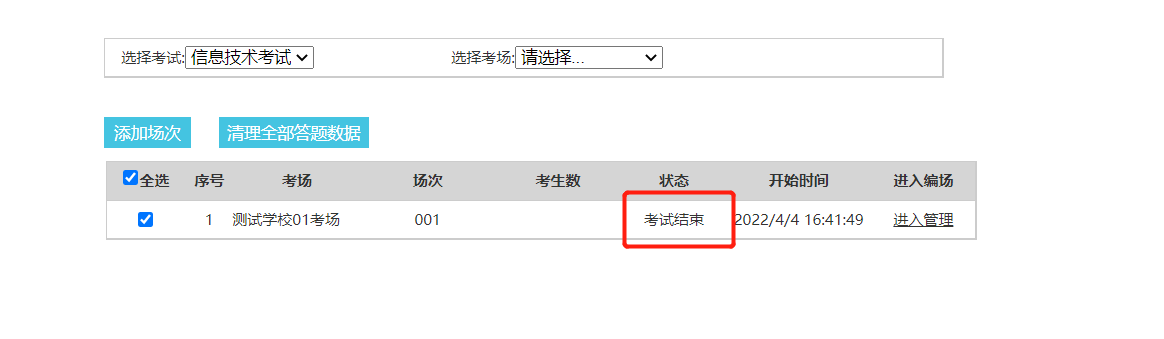 选择考试:信息技术考试 选择考场:请选择...
添加场次 清理全部答题数据
全选 序号 考场 场次 考生数 状态 开始时间 进入编场
1 测试学校01考场 001 考试结束 2022/4/4 16:41:49 进入管理